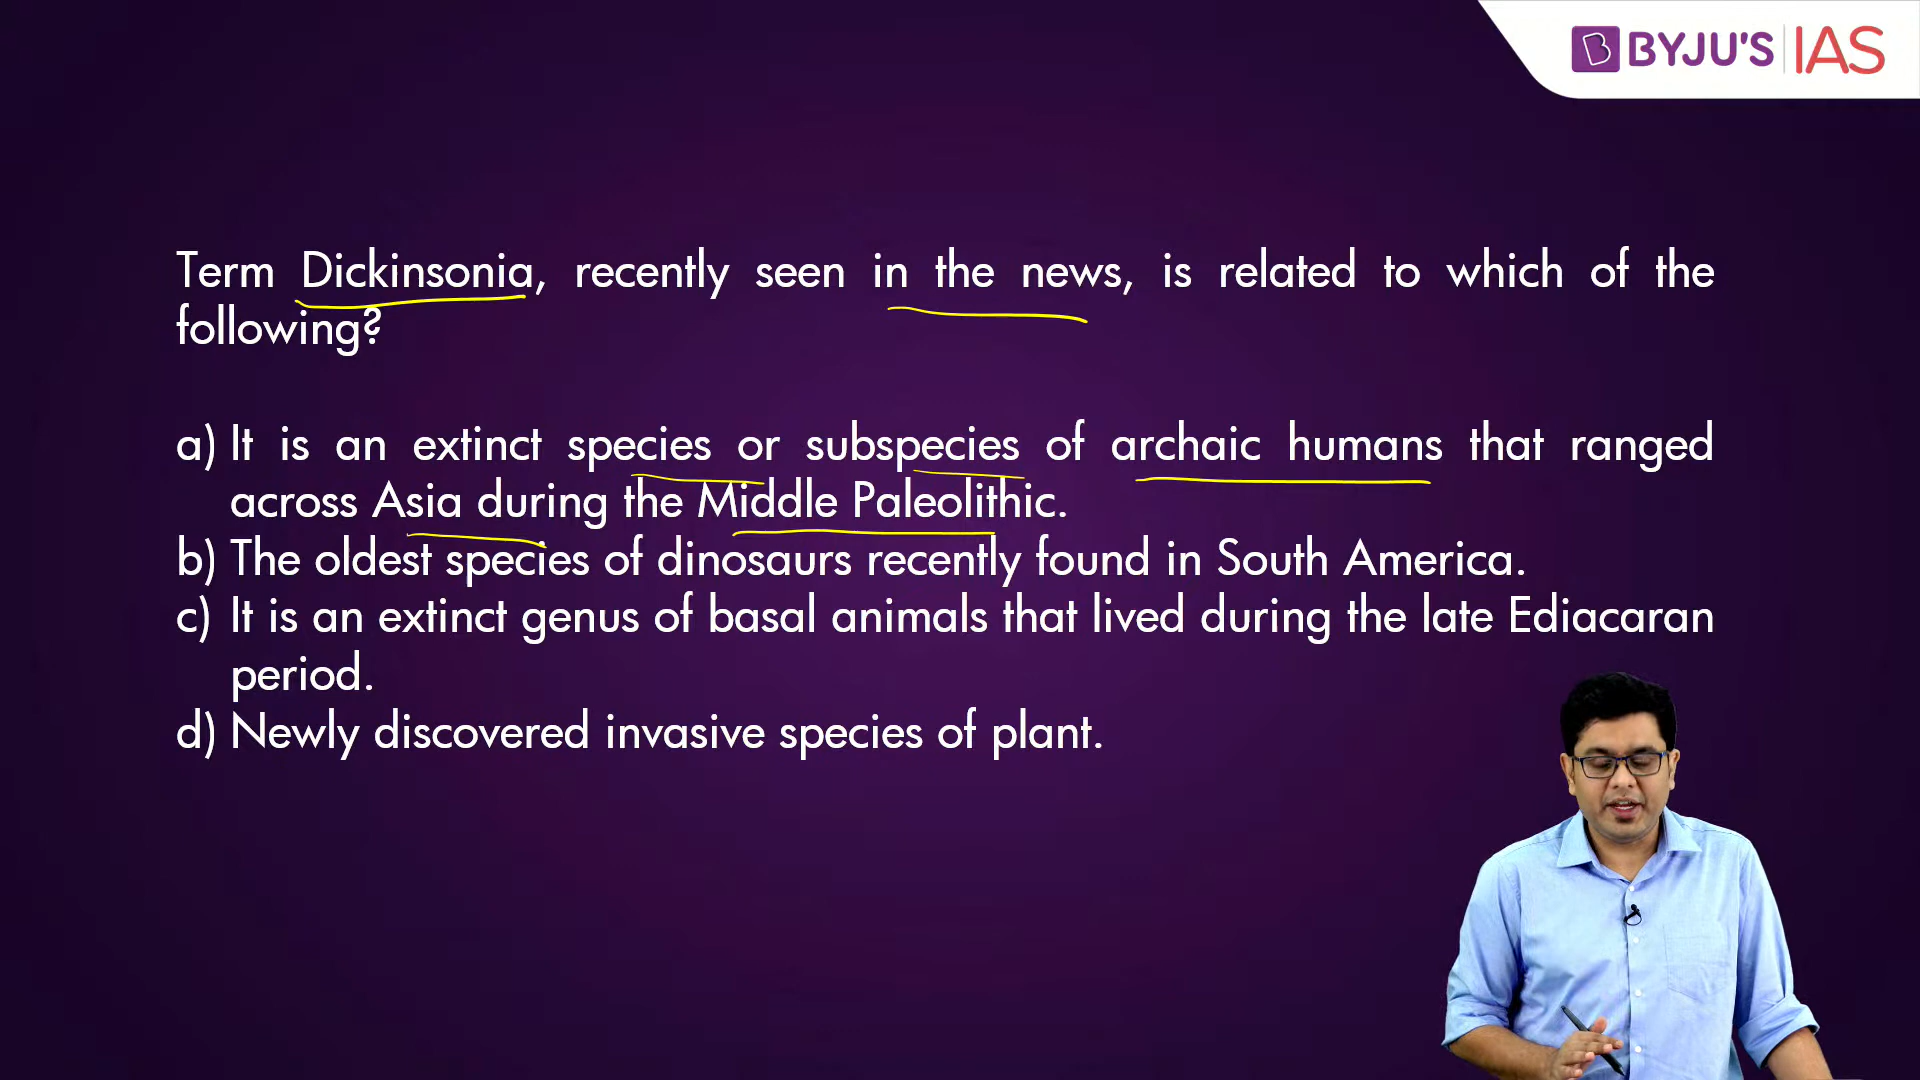 BYJU'S IAS
Term Dickinsonia, recently seen in the news, is related to which of the
following?
a) It is an extinct species or subspecies of archaic humans that ranged
across Asia during the Middle Paleolithic.
b) The oldest species of dinosaurs recently found in South America.
c) It is an extinct genus of basal animals that lived during the late Ediacaran
period.
d) Newly discovered invasive species of plant.